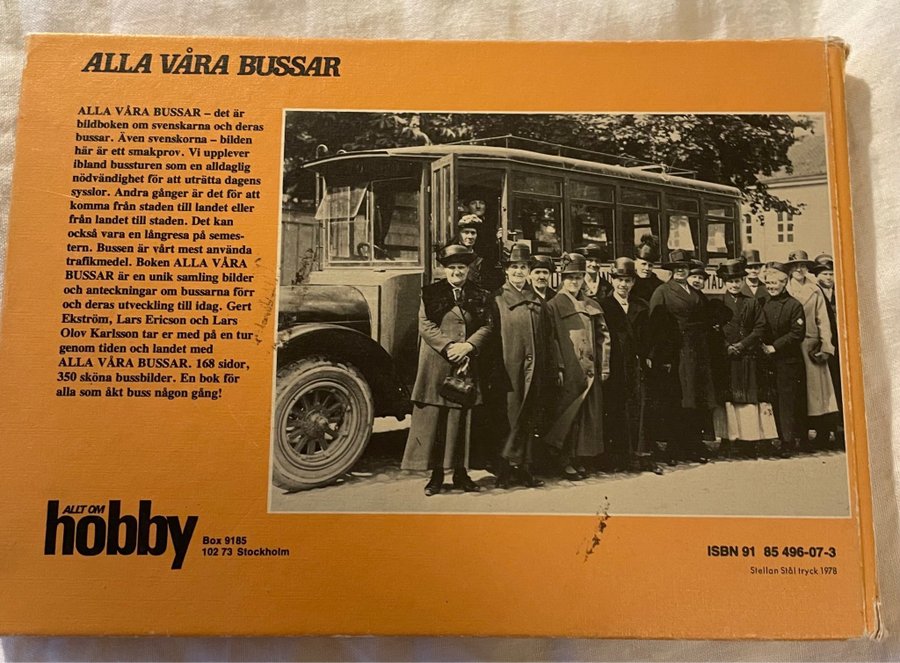 ALLA VÅRA BUSSAR
ALLA VÅRA BUSSAR – det är
bildboken om svenskarna och deras
bussar. Även svenskorna – bilden
här är ett smakprov. Vi upplever
ibland bussturen som en alldaglig
nödvändighet för att uträtta dagens
sysslor. Andra gånger är det för att
komma från staden till landet eller
från landet till staden. Det kan
också vara en långresa på semes-
tern. Bussen är vårt mest använda
trafikmedel. Boken ALLA VÅRA
BUSSAR är en unik samling bilder
och anteckningar om bussarna förr
och deras utveckling till idag. Gert
Ekström, Lars Ericson och Lars
Olov Karlsson tar er med på en tur
genom tiden och landet med
ALLA VÅRA BUSSAR. 168 sidor,
350 sköna bussbilder. En bok för
alla som åkt buss någon gång!
STAD
ALLT OM
hobby
Box 9185
102 73 Stockholm
ISBN 91 85 496-07-3
Stellan Stål tryck 1978